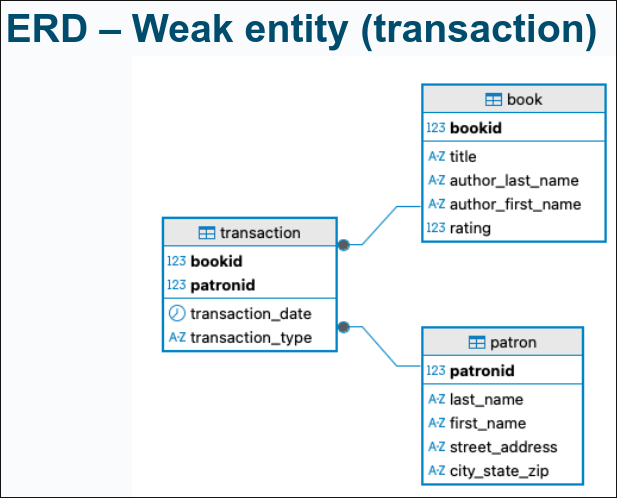 ERD – Weak entity (transaction)
book
123 bookid
A-Z title
A-Z author_last_name
A-Z author_first_name
123 rating
transaction
123 bookid
123 patronid
transaction_date
A-Z transaction_type
patron
123 patronid
A-Z last_name
A-Z first_name
A-Z street_address
A-Z city_state_zip